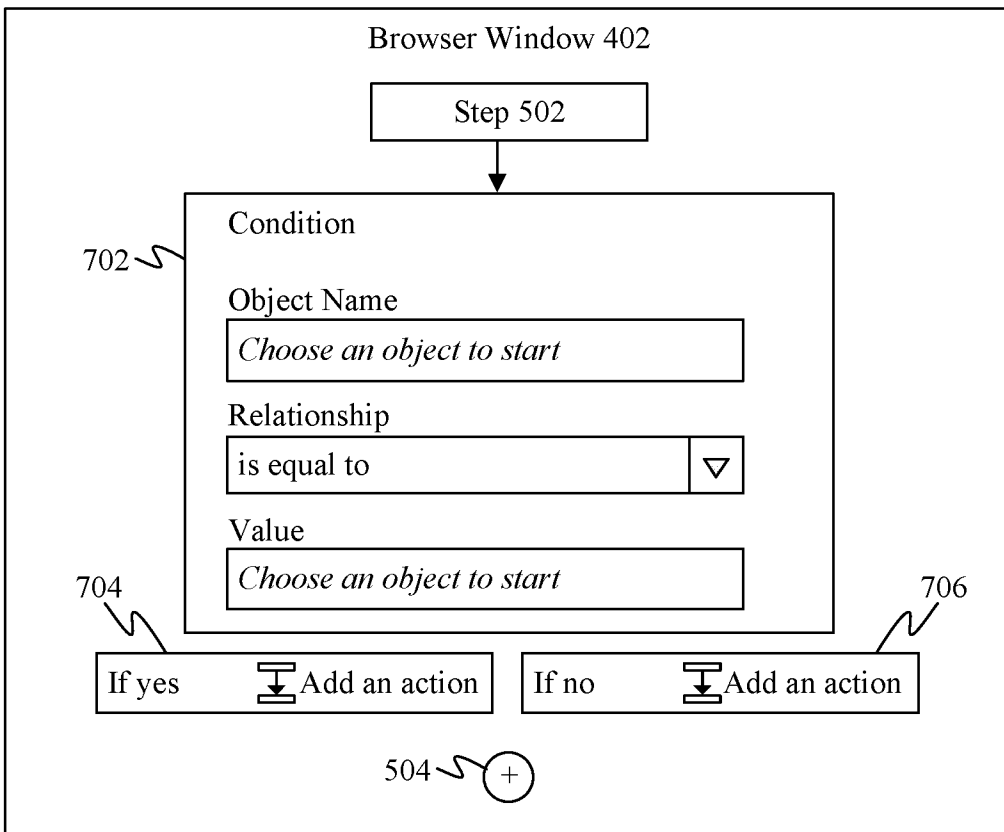 Browser Window 402
Step 502
Condition
702
Object Name
Choose an object to start
Relationship
is equal to
Value
Choose an object to start
704
706
If yes Add an action
If no Add an action
504 +